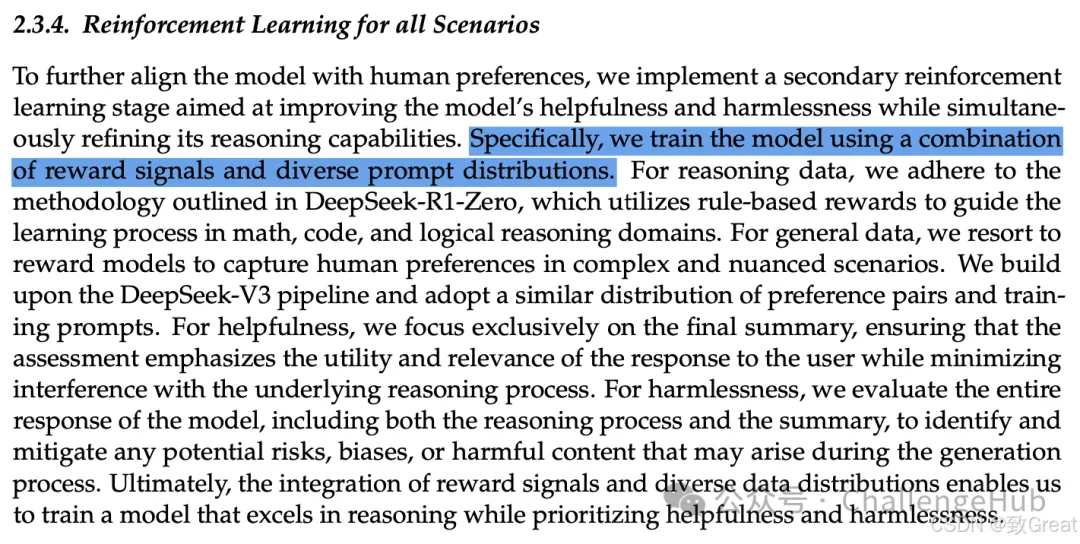 2.3.4. Reinforcement Learning for all Scenarios
To further align the model with human preferences, we implement a secondary reinforcement
learning stage aimed at improving the model's helpfulness and harmlessness while simultane-
ously refining its reasoning capabilities. Specifically, we train the model using a combination
of reward signals and diverse prompt distributions. For reasoning data, we adhere to the
methodology outlined in DeepSeek-R1-Zero, which utilizes rule-based rewards to guide the
learning process in math, code, and logical reasoning domains. For general data, we resort to
reward models to capture human preferences in complex and nuanced scenarios. We build
upon the DeepSeek-V3 pipeline and adopt a similar distribution of preference pairs and train-
ing prompts. For helpfulness, we focus exclusively on the final summary, ensuring that the
assessment emphasizes the utility and relevance of the response to the user while minimizing
interference with the underlying reasoning process. For harmlessness, we evaluate the entire
response of the model, including both the reasoning process and the summary, to identify and
mitigate any potential risks, biases, or harmful content that may arise during the generation
process. Ultimately, the integration of reward signals and diverse data distributions enables us
to train a model that excels in reasoning while prioritizing helpfulness and harmlessness.
公众号 · ChallengeHub
CSDN @致Great